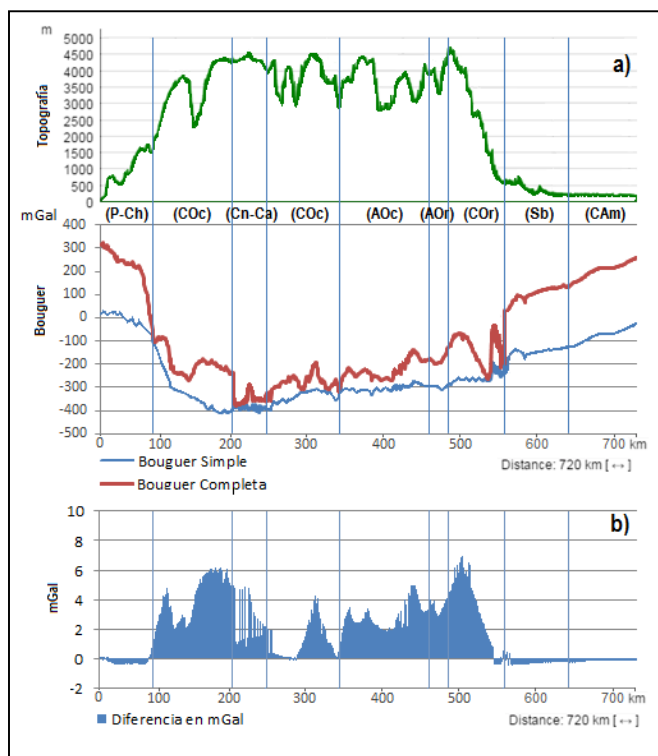 m
a)
5000
4500
4000
3500
3000
2500
2000
1500
1000
500
0
Topografía
(P-Ch) (COc) (Cn-Ca) (COc) (AOc) (AOr) (COr) (Sb) (CAm)
mGal
400
300
200
100
0
-100
-200
-300
-400
-500
Bouguer
0 100 200 300 400 500 600 700 km
Bouguer Simple
Distance: 720 km [↔]
Bouguer Completa
b)
10
8
6
4
2
0
-2
mGal
0 100 200 300 400 500 600 700 km
Diferencia en mGal
Distance: 720 km [↔]